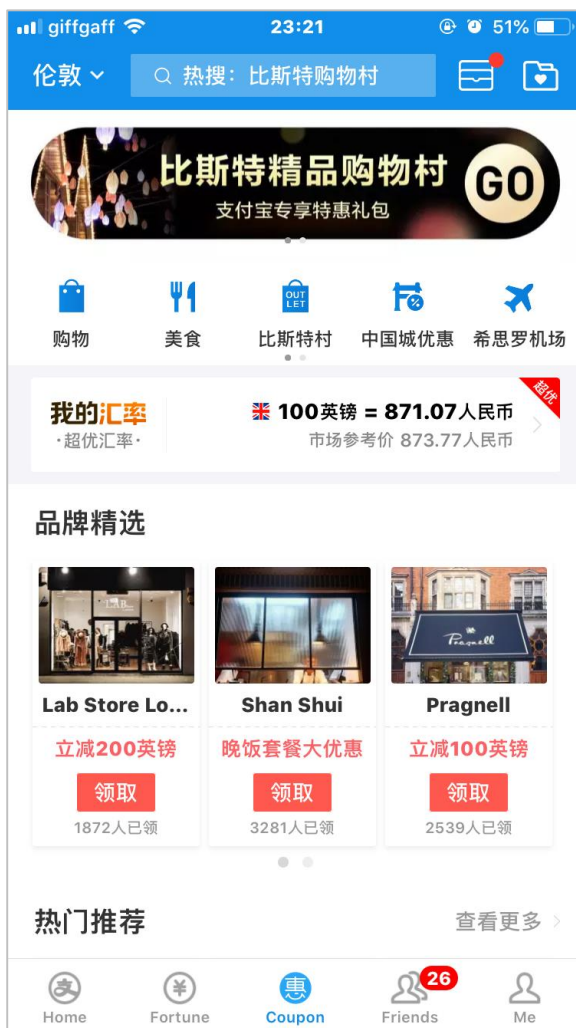 giffgaff 23:21 51%
伦敦 热搜：比斯特购物村
比斯特精品购物村
支付宝专享特惠礼包
GO
OUT
LET
购物 美食 比斯特村 中国城优惠 希思罗机场
超优
我的汇率 100英镑 = 871.07人民币
·超优汇率· 市场参考价 873.77人民币
品牌精选
LAB
Pragnell
Lab Store Lo... Shan Shui Pragnell
立减200英镑 晚饭套餐大优惠 立减100英镑
领取 领取 领取
1872人已领 3281人已领 2539人已领
热门推荐 查看更多
支 ¥ 惠 26
Home Fortune Coupon Friends Me